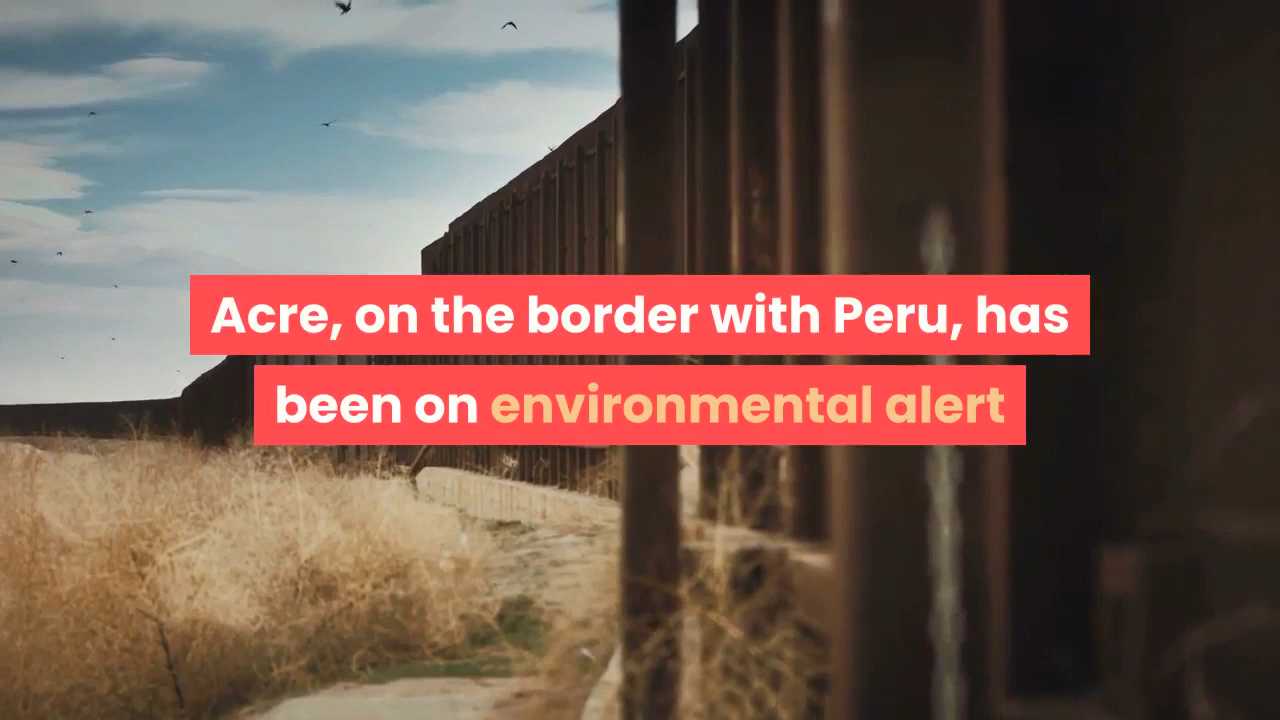 Acre, on the border with Peru, has
been on environmental alert